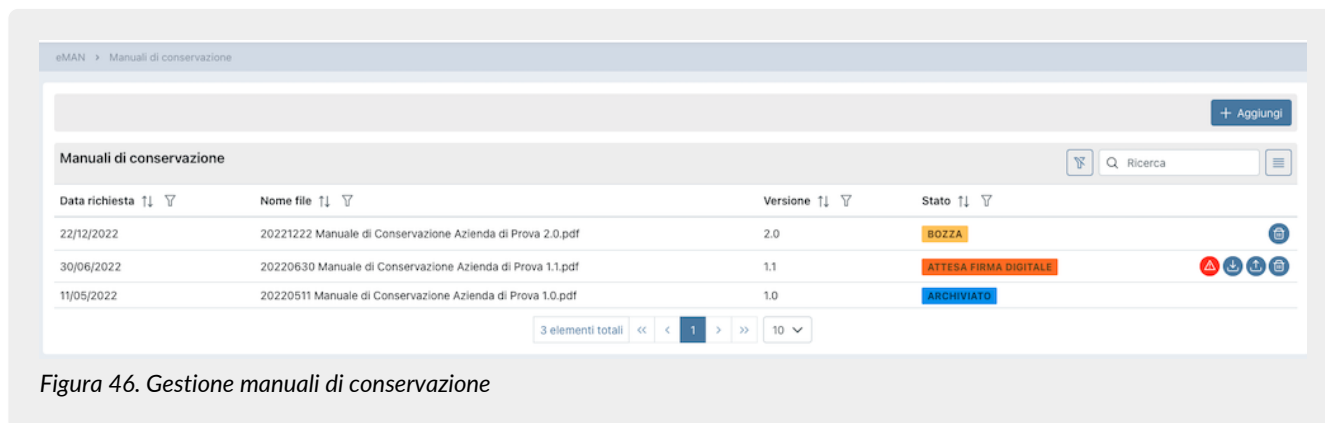 eMAN > Manuali di conservazione
+ Aggiungi
Manuali di conservazione
Ricerca
Data richiesta Nome file Versione Stato
22/12/2022 20221222 Manuale di Conservazione Azienda di Prova 2.0.pdf 2.0 BOZZA
30/06/2022 20220630 Manuale di Conservazione Azienda di Prova 1.1.pdf 1.1 ATTESA FIRMA DIGITALE
11/05/2022 20220511 Manuale di Conservazione Azienda di Prova 1.0.pdf 1.0 ARCHIVIATO
3 elementi totali << < 1 > >> 10
Figura 46. Gestione manuali di conservazione